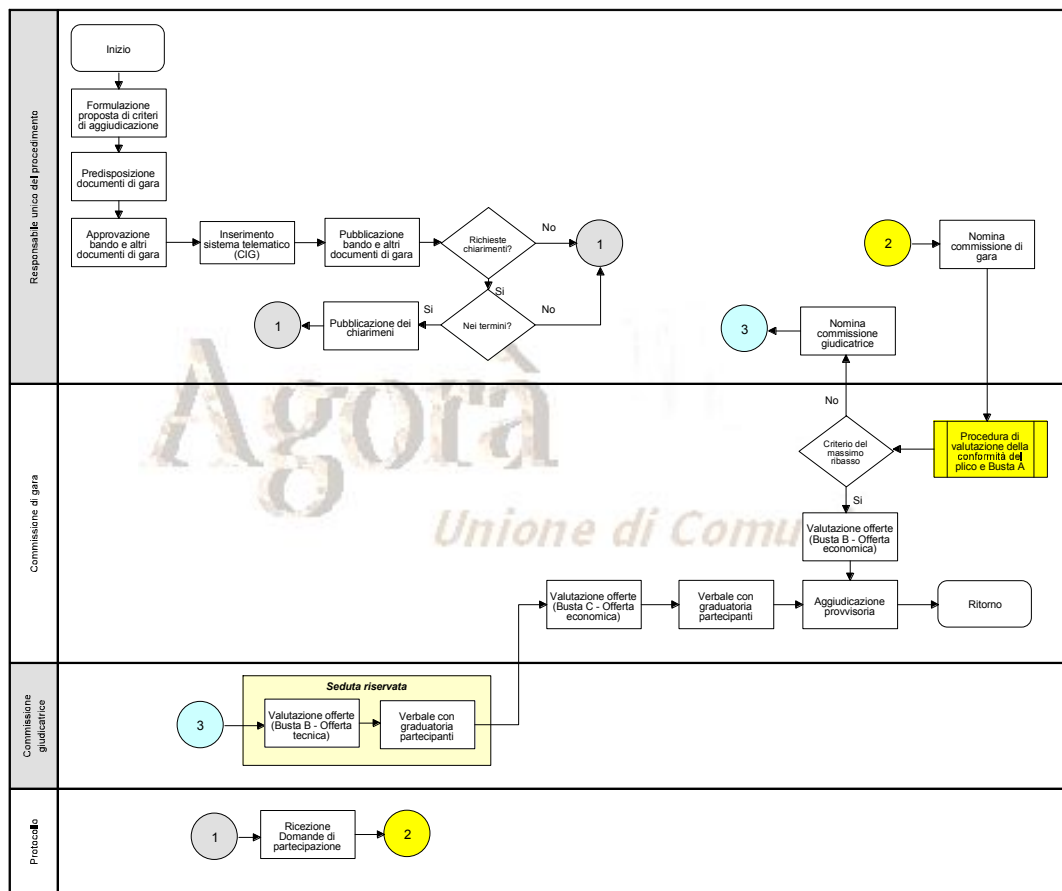 Responsabile unico del procedimento
Inizio
Formulazione
proposta di criteri
di aggiudicazione
Predisposizione
documenti di gara
Approvazione
bando e altri
documenti di gara
Inserimento
sistema telematico
(CIG)
Pubblicazione
bando e altri
documenti di gara
Richieste
chiarimenti?
No
1
Si
Nei termini?
No
Si
Pubblicazione dei
chiarimeni
1
2
Nomina
commissione di
gara
Nomina
commissione
giudicatrice
3
Commissione di gara
No
Criterio del
massimo
ribasso
Procedura di
valutazione della
conformità del
plico e Busta A
Si
Valutazione offerte
(Busta B - Offerta
economica)
Valutazione offerte
(Busta C - Offerta
economica)
Verbale con
graduatoria
partecipanti
Aggiudicazione
provvisoria
Ritorno
Agorà
Unione di Comu
Commissione
giudicatrice
3
Seduta riservata
Valutazione offerte
(Busta B - Offerta
tecnica)
Verbale con
graduatoria
partecipanti
Protocollo
1
Ricezione
Domande di
partecipazione
2